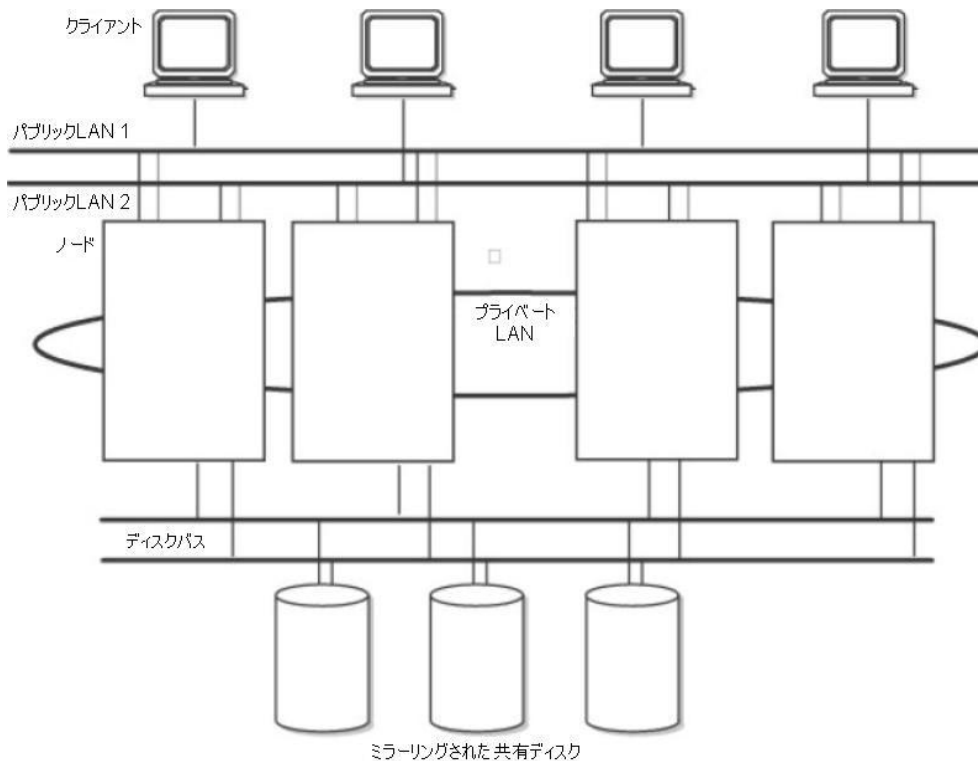 クライアント
パブリックLAN 1
パブリックLAN 2
ノード
プライベート
LAN
ディスクバス
ミラーリングされた共有ディスク